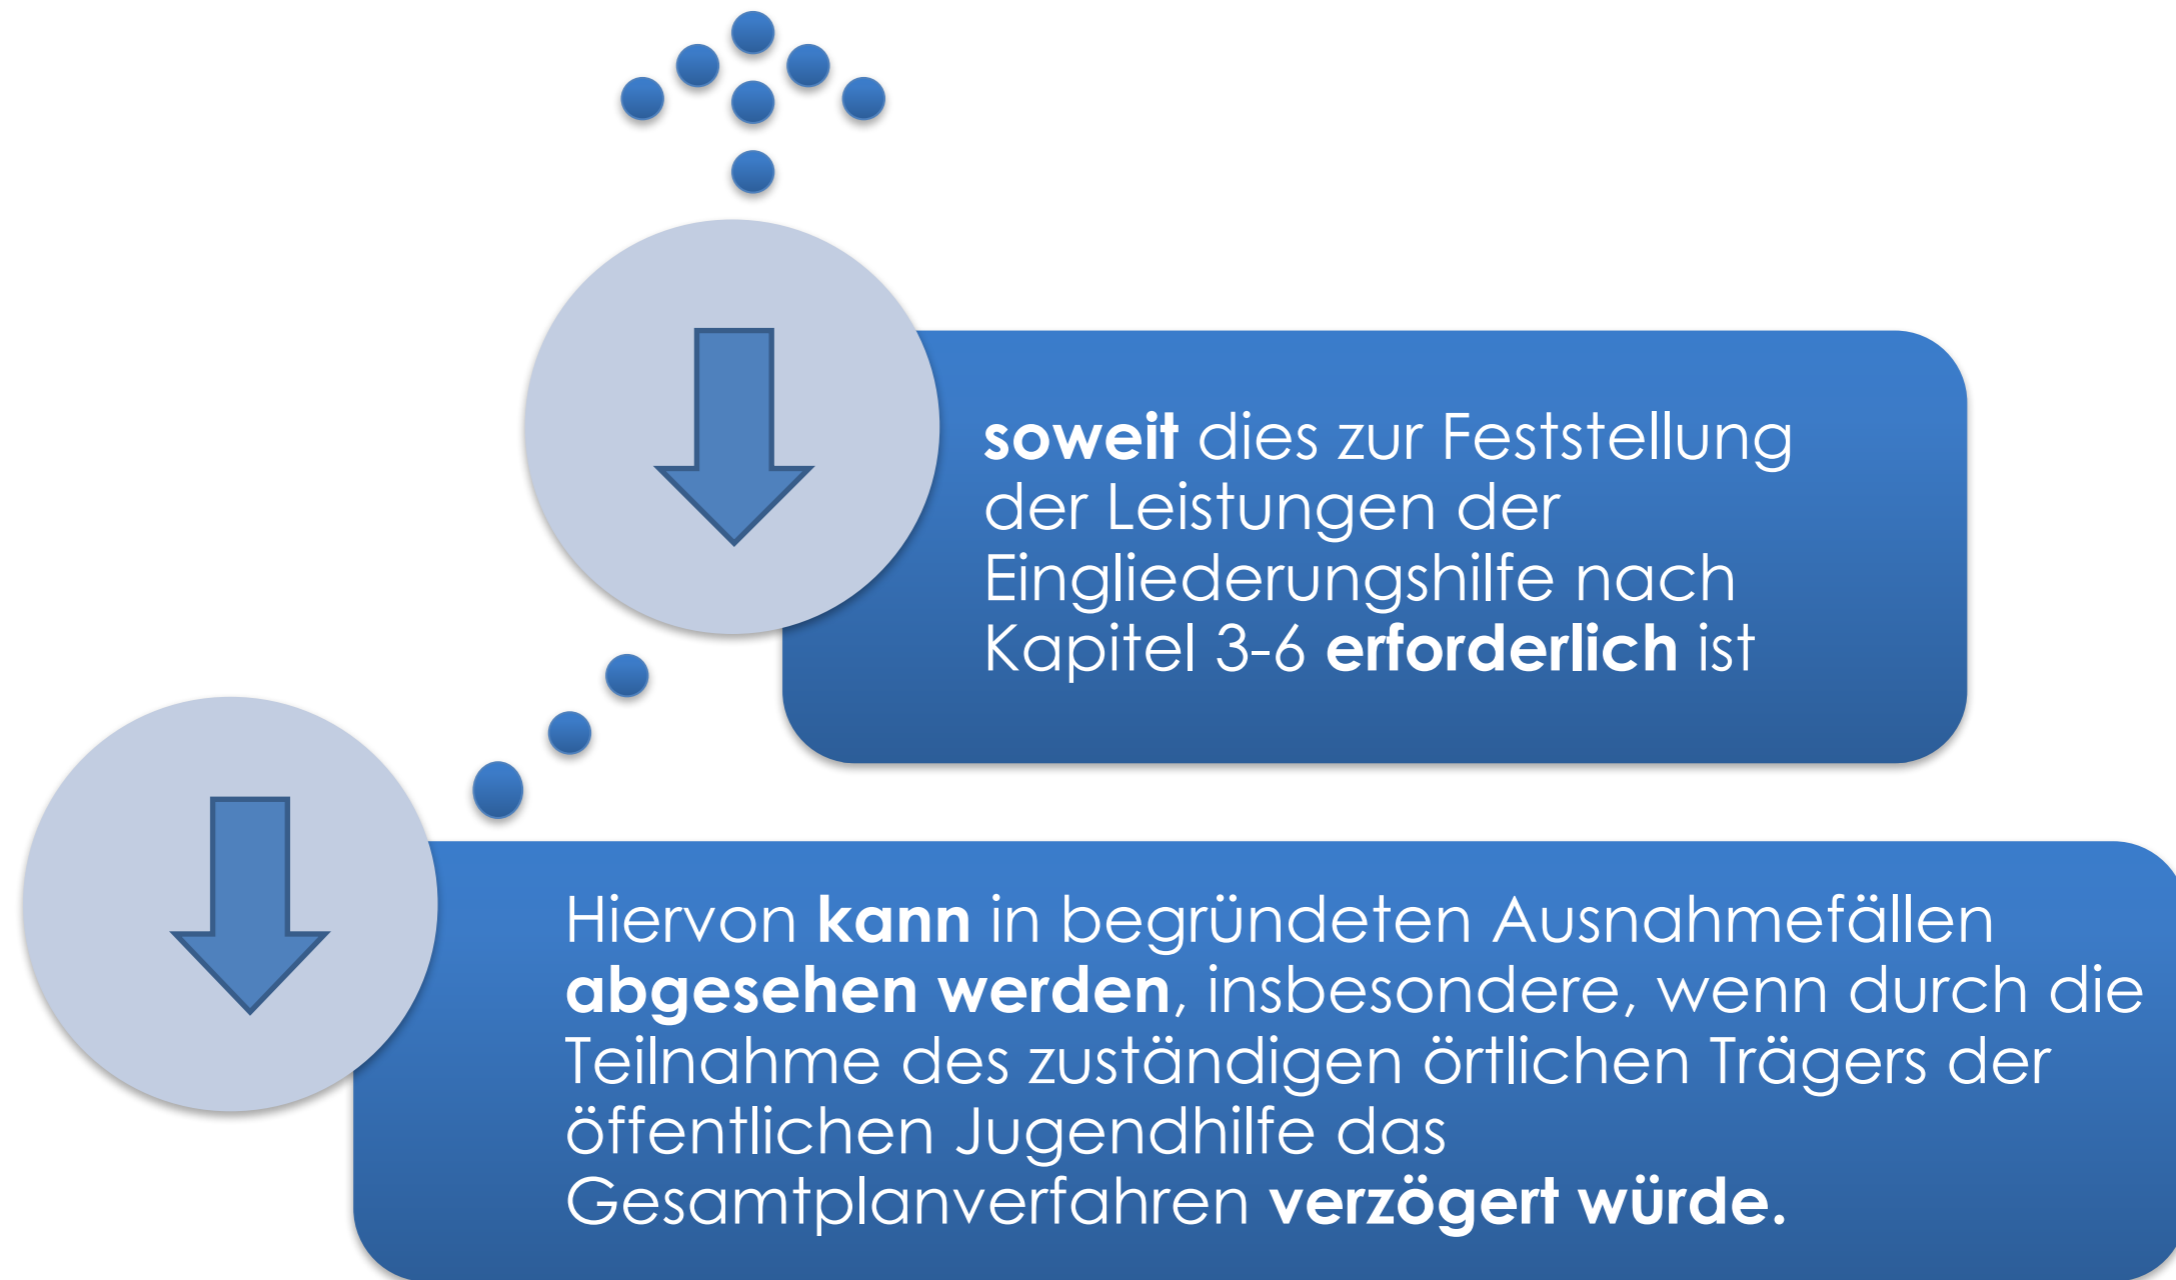 soweit dies zur Feststellung
der Leistungen der
Eingliederungshilfe nach
Kapitel 3-6 erforderlich ist
Hiervon kann in begründeten Ausnahmefällen
abgesehen werden, insbesondere, wenn durch die
Teilnahme des zuständigen örtlichen Trägers der
öffentlichen Jugendhilfe das
Gesamtplanverfahren verzögert würde.